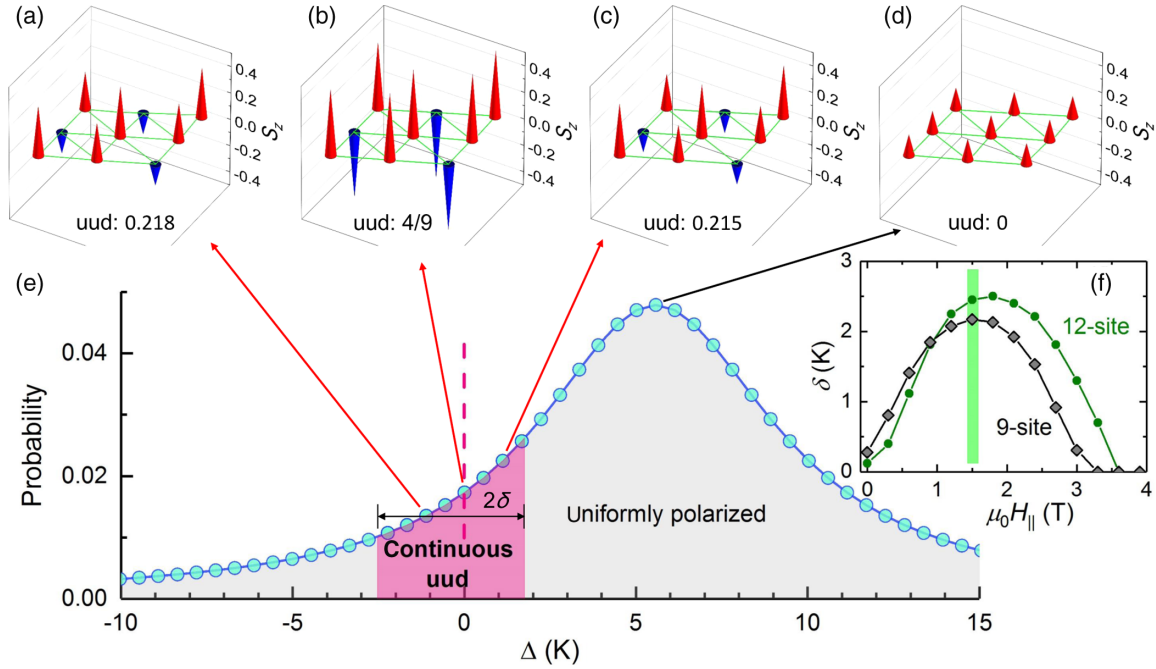 (a) (b) (c) (d)
0.4
0.2
0.0
-0.2
-0.4
S_z
uud: 0.218
0.4
0.2
0.0
-0.2
-0.4
S_z
uud: 4/9
0.4
0.2
0.0
-0.2
-0.4
S_z
uud: 0.215
0.4
0.2
0.0
-0.2
-0.4
S_z
uud: 0
(e)
Probability
0.04
0.02
0.00
2δ
Continuous
uud
Uniformly polarized
-10 -5 0 5 10 15
Δ (K)
(f)
δ (K)
3
2
1
0
12-site
9-site
0 1 2 3 4
μ₀H∥ (T)